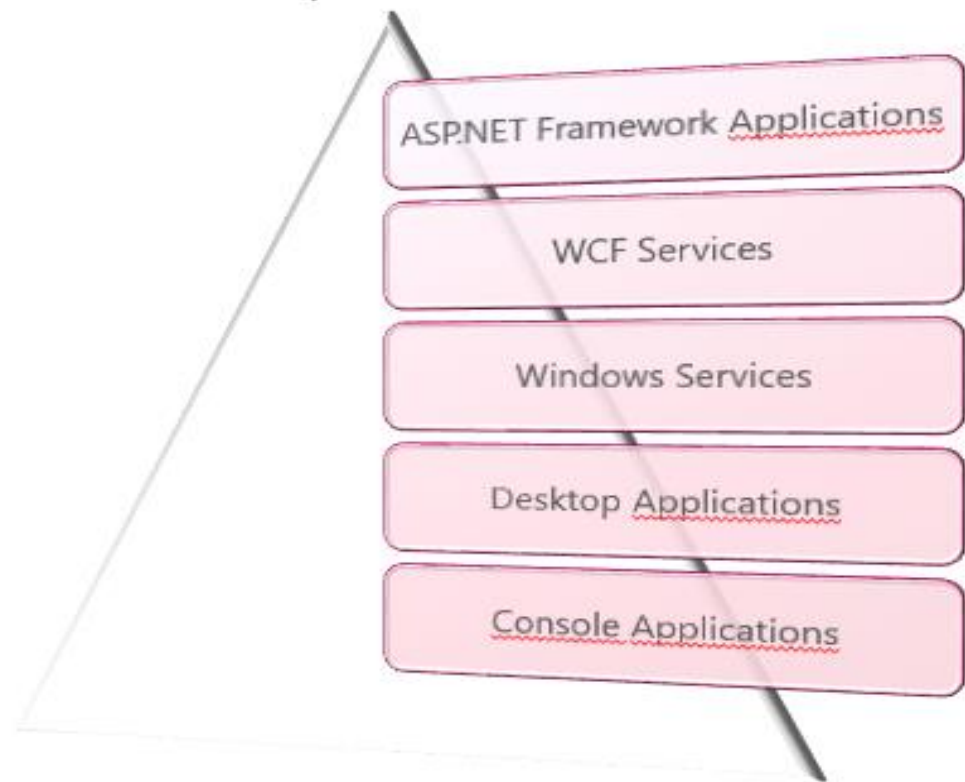 ASP.NET Framework Applications
WCF Services
Windows Services
Desktop Applications
Console Applications